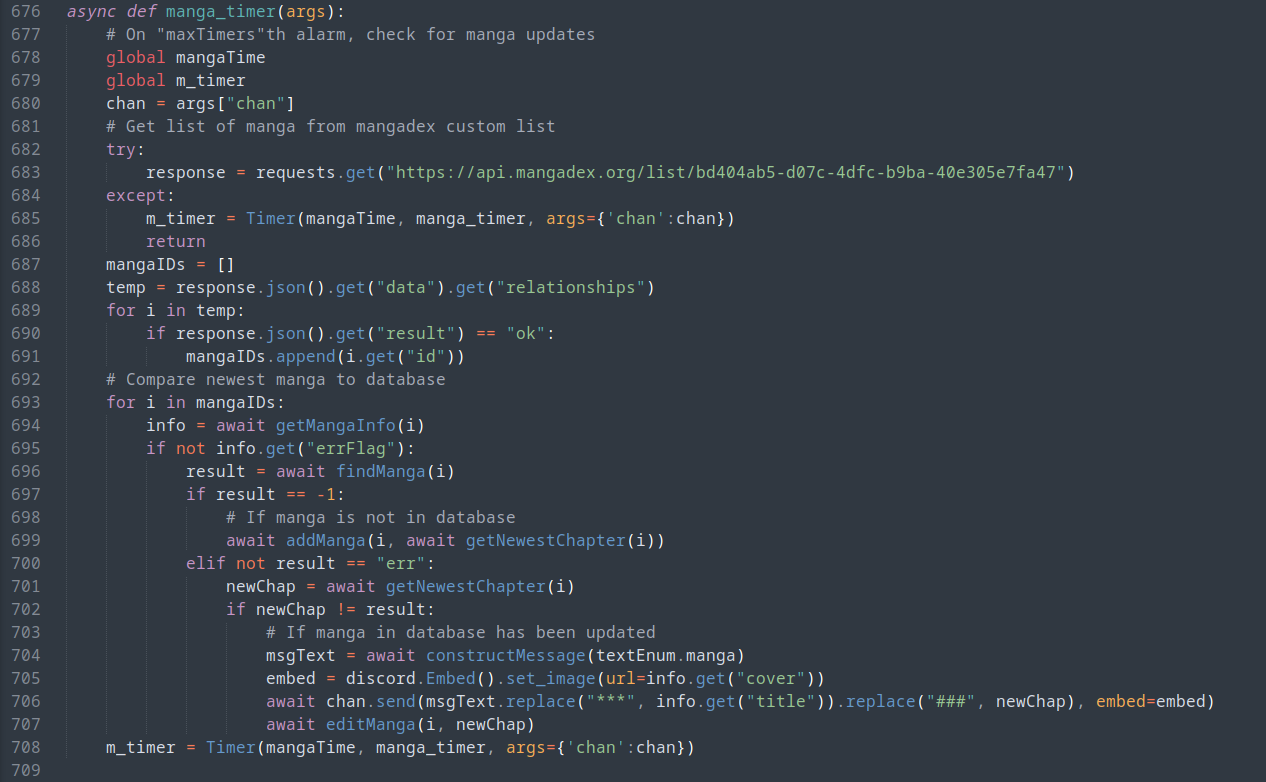 676 async def manga_timer(args):
677     # On "maxTimers"th alarm, check for manga updates
678     global mangaTime
679     global m_timer
680     chan = args["chan"]
681     # Get list of manga from mangadex custom list
682     try:
683         response = requests.get("https://api.mangadex.org/list/bd404ab5-d07c-4dfc-b9ba-40e305e7fa47")
684     except:
685         m_timer = Timer(mangaTime, manga_timer, args={'chan':chan})
686         return
687     mangaIDs = []
688     temp = response.json().get("data").get("relationships")
689     for i in temp:
690         if response.json().get("result") == "ok":
691             mangaIDs.append(i.get("id"))
692     # Compare newest manga to database
693     for i in mangaIDs:
694         info = await getMangaInfo(i)
695         if not info.get("errFlag"):
696             result = await findManga(i)
697             if result == -1:
698                 # If manga is not in database
699                 await addManga(i, await getNewestChapter(i))
700             elif not result == "err":
701                 newChap = await getNewestChapter(i)
702                 if newChap != result:
703                     # If manga in database has been updated
704                     msgText = await constructMessage(textEnum.manga)
705                     embed = discord.Embed().set_image(url=info.get("cover"))
706                     await chan.send(msgText.replace("***", info.get("title")).replace("###", newChap), embed=embed)
707                     await editManga(i, newChap)
708     m_timer = Timer(mangaTime, manga_timer, args={'chan':chan})
709